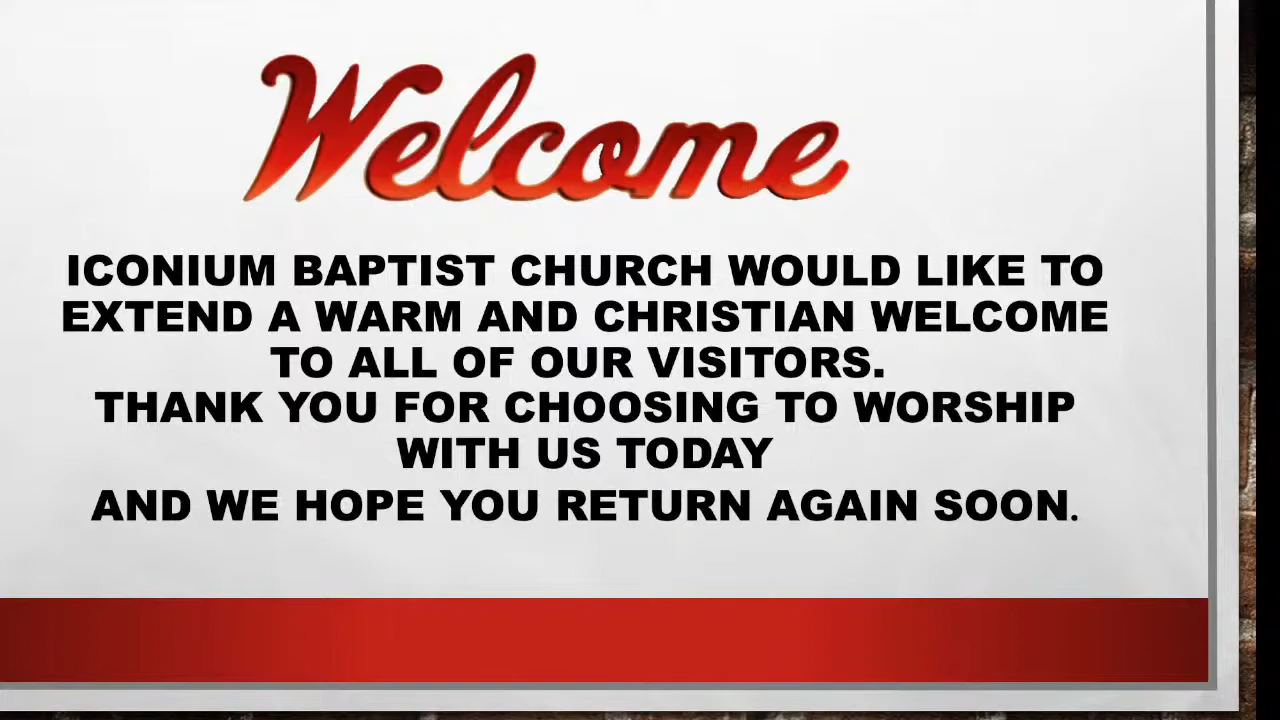 Welcome
ICONIUM BAPTIST CHURCH WOULD LIKE TO
EXTEND A WARM AND CHRISTIAN WELCOME
TO ALL OF OUR VISITORS.
THANK YOU FOR CHOOSING TO WORSHIP
WITH US TODAY
AND WE HOPE YOU RETURN AGAIN SOON.